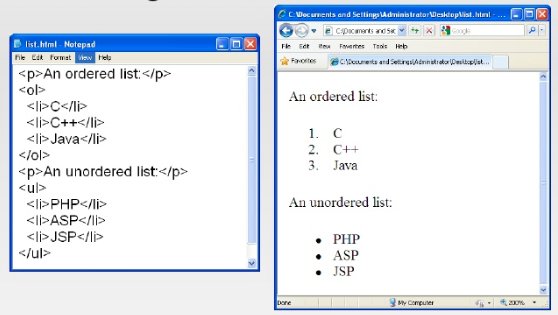 list.html - Notepad
File Edit Format View Help
<p>An ordered list:</p>
<ol>
<li>C</li>
<li>C++</li>
<li>Java</li>
</ol>
<p>An unordered list:</p>
<ul>
<li>PHP</li>
<li>ASP</li>
<li>JSP</li>
</ul>
C:\Documents and Settings\Administrator\Desktop\list.html - ...
C:\Documents and Set
Google
File Edit View Favorites Tools Help
Favorites
C:\Documents and Settings\Administrator\Desktop\list...
An ordered list:
1. C
2. C++
3. Java
An unordered list:
• PHP
• ASP
• JSP
Done
My Computer
200%